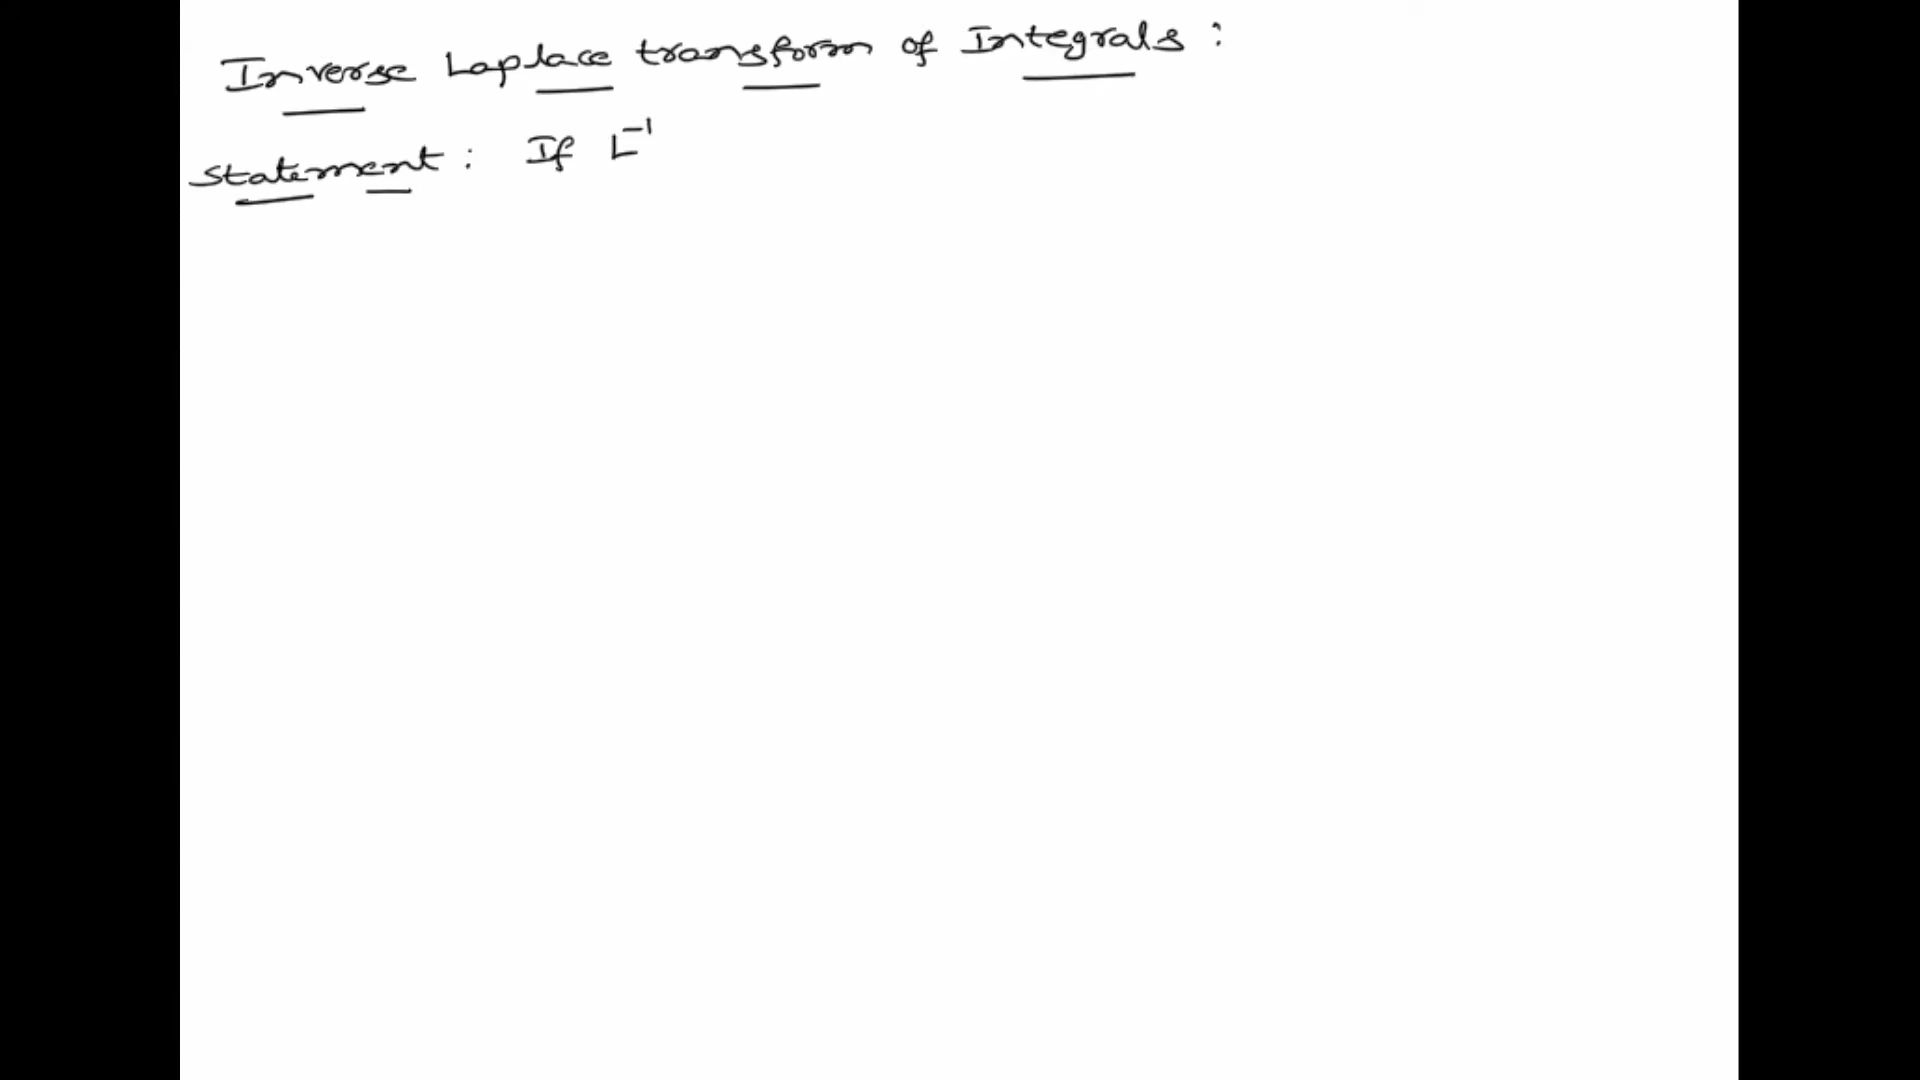 Inverse Laplace transform of Integrals :
Statement : If L⁻¹